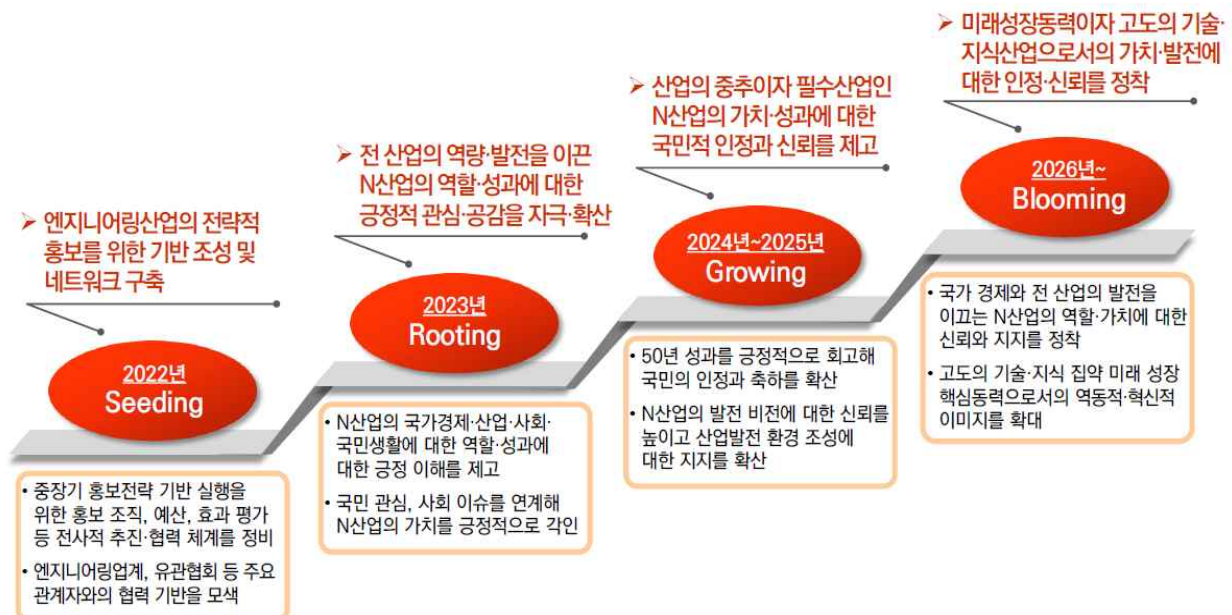 ➢ 엔지니어링산업의 전략적
홍보를 위한 기반 조성 및
네트워크 구축
2022년
Seeding
• 중장기 홍보전략 기반 실행을
위한 홍보 조직, 예산, 효과 평가
등 전사적 추진·협력 체계를 정비
• 엔지니어링업계, 유관협회 등 주요
관계자와의 협력 기반을 모색
➢ 전 산업의 역량·발전을 이끈
N산업의 역할·성과에 대한
긍정적 관심·공감을 자극·확산
2023년
Rooting
• N산업의 국가경제·산업·사회·
국민생활에 대한 역할·성과에
대한 긍정 이해를 제고
• 국민 관심, 사회 이슈를 연계해
N산업의 가치를 긍정적으로 각인
➢ 산업의 중추이자 필수산업인
N산업의 가치·성과에 대한
국민적 인정과 신뢰를 제고
2024년~2025년
Growing
• 50년 성과를 긍정적으로 회고해
국민의 인정과 축하를 확산
• N산업의 발전 비전에 대한 신뢰를
높이고 산업발전 환경 조성에
대한 지지를 확산
➢ 미래성장동력이자 고도의 기술·
지식산업으로서의 가치·발전에
대한 인정·신뢰를 정착
2026년~
Blooming
• 국가 경제와 전 산업의 발전을
이끄는 N산업의 역할·가치에 대한
신뢰와 지지를 정착
• 고도의 기술·지식 집약 미래 성장
핵심동력으로서의 역동적·혁신적
이미지를 확대